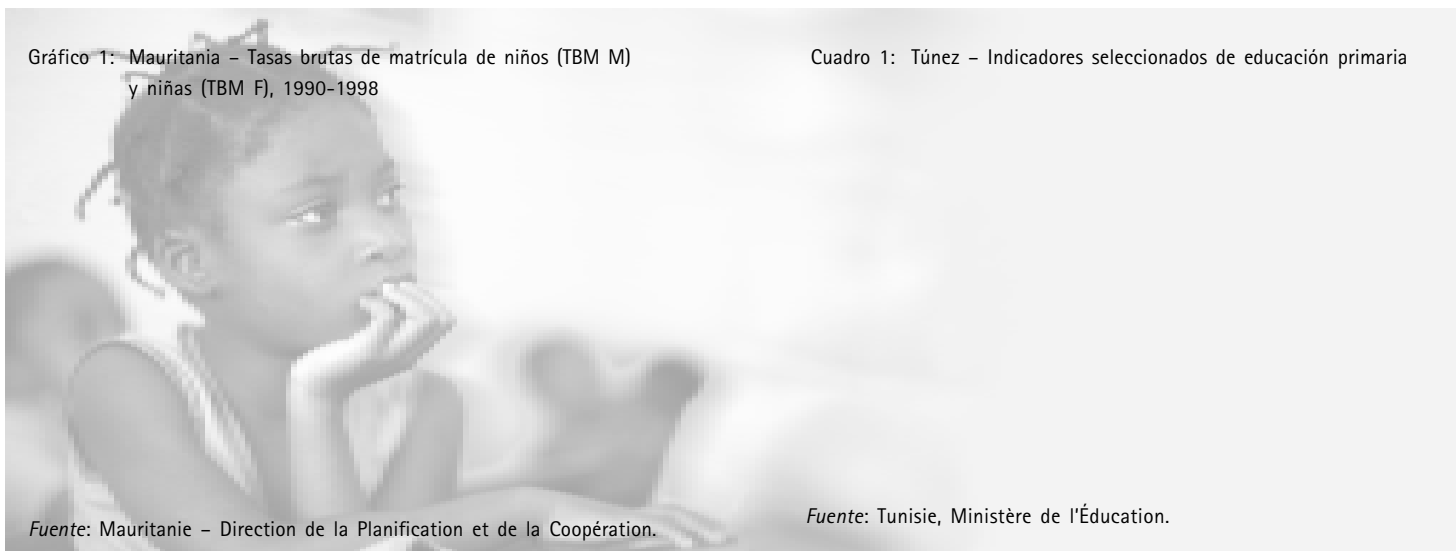 Gráfico 1: Mauritania – Tasas brutas de matrícula de niños (TBM M)
y niñas (TBM F), 1990-1998
Fuente: Mauritanie – Direction de la Planification et de la Coopération.
Cuadro 1: Túnez – Indicadores seleccionados de educación primaria
Fuente: Tunisie, Ministère de l'Éducation.